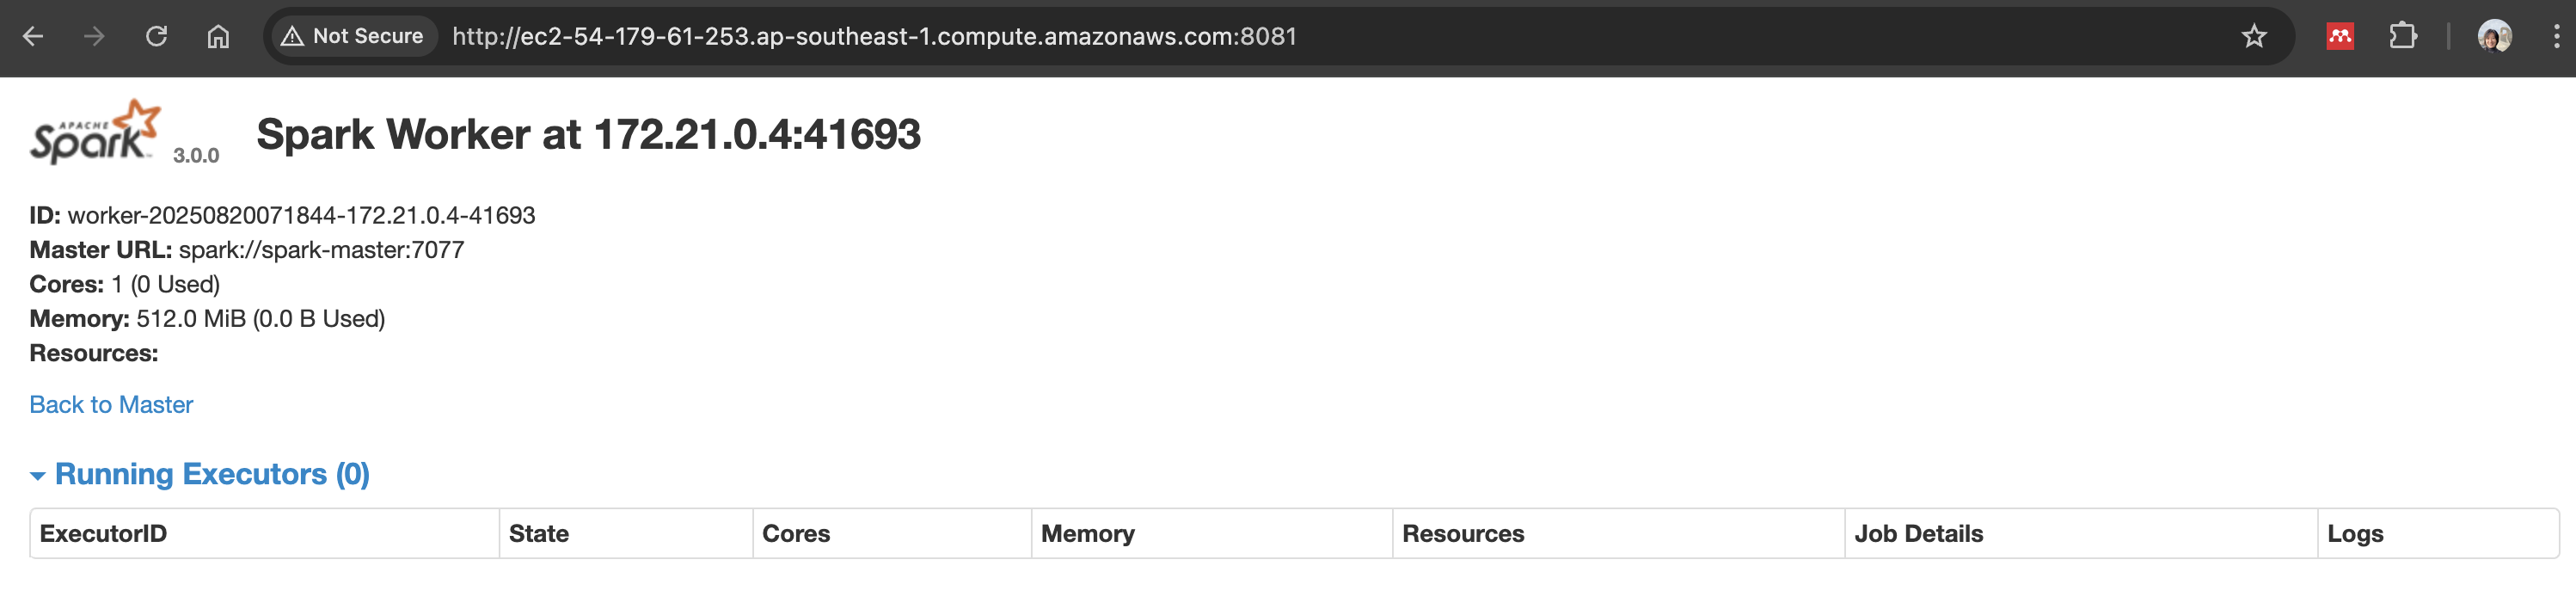 Not Secure http://ec2-54-179-61-253.ap-southeast-1.compute.amazonaws.com:8081
APACHE
Spark™ 3.0.0 Spark Worker at 172.21.0.4:41693
ID: worker-20250820071844-172.21.0.4-41693
Master URL: spark://spark-master:7077
Cores: 1 (0 Used)
Memory: 512.0 MiB (0.0 B Used)
Resources:
Back to Master
Running Executors (0)
ExecutorID State Cores Memory Resources Job Details Logs